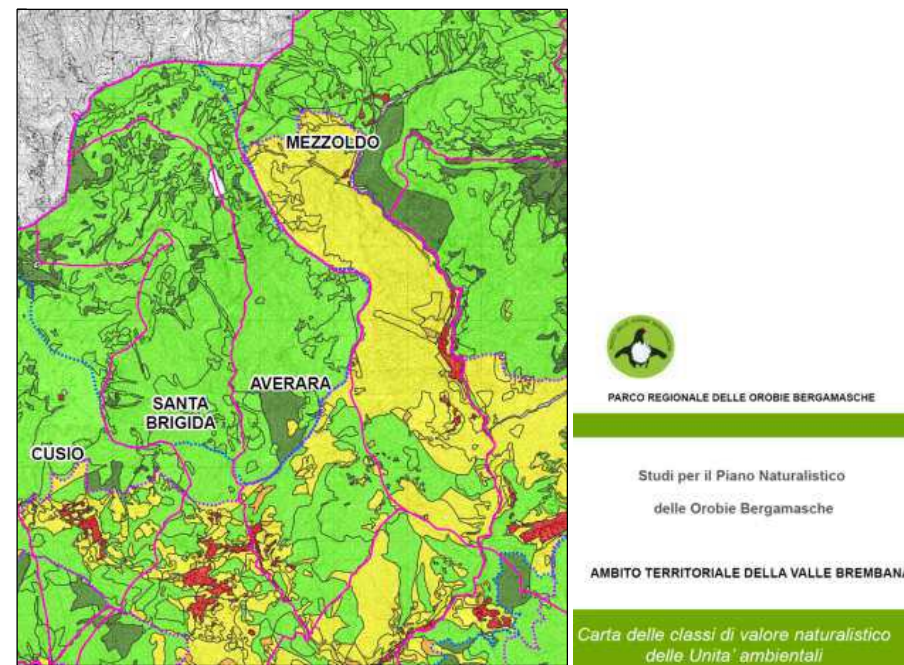 MEZZOLDO
AVERARA
SANTA
BRIGIDA
CUSIO
PARCO REGIONALE DELLE OROBIE BERGAMASCHE
Studi per il Piano Naturalistico
delle Orobie Bergamasche
AMBITO TERRITORIALE DELLA VALLE BREMBANA
Carta delle classi di valore naturalistico
delle Unita' ambientali